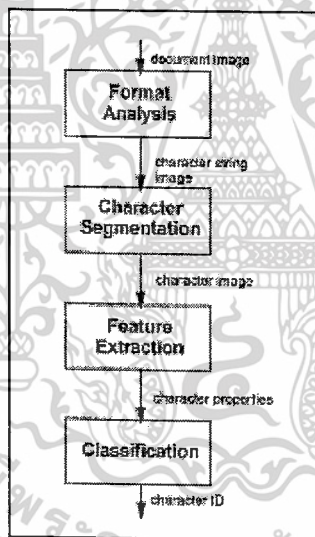 document image
Format
Analysis
character string
image
Character
Segmentation
character image
Feature
Extraction
character properties
Classification
character ID